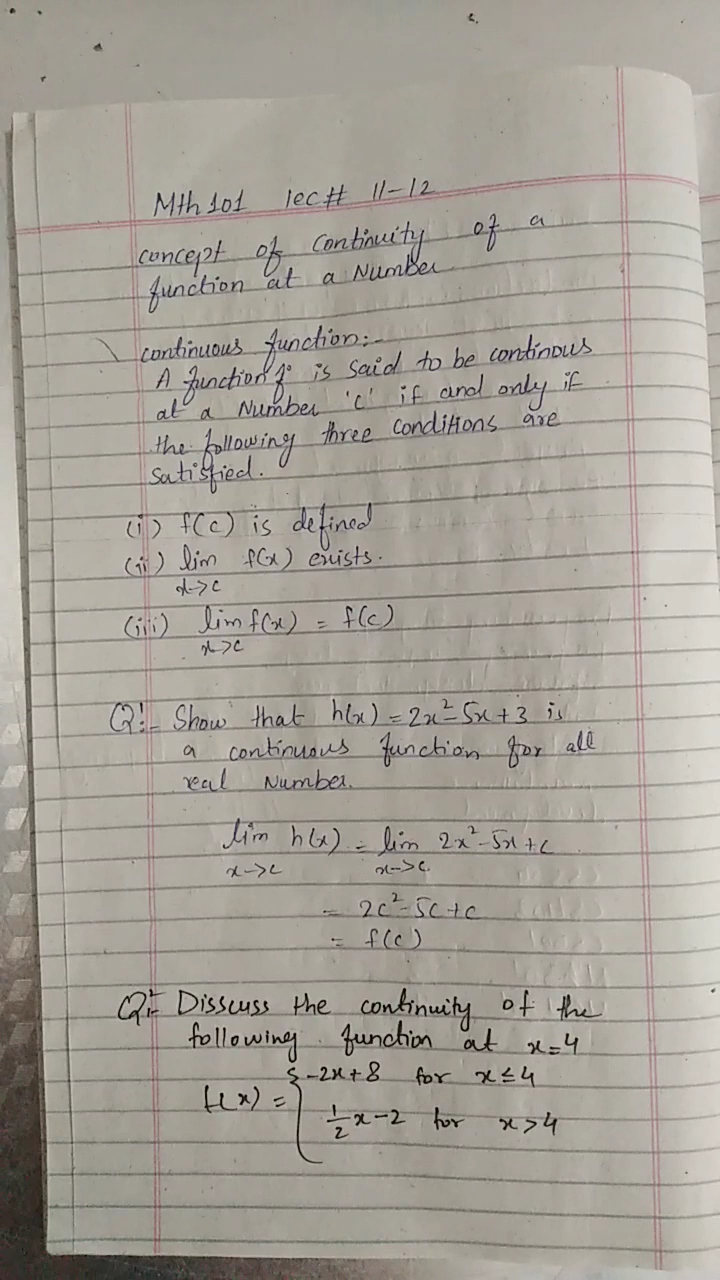 Mth 101 lec# 11-12
concept of continuity of a
function at a Number
continuous function:-
A function f is said to be continous
at a Number 'c' if and only if
the following three conditions are
satisfied.
(i) f(c) is defined
(ii) lim f(x) exists.
x->c
(iii) lim f(x) = f(c)
x->c
Q1:- Show that h(x) = 2x²-5x+3 is
a continuous function for all
real Number.
lim h(x) = lim 2x²-5x+c
x->c x->c
= 2c²-5c+c
= f(c)
Q2:- Disscuss the continuity of the
following function at x=4
f(x) = { -2x+8 for x≤4
1/2 x-2 for x>4